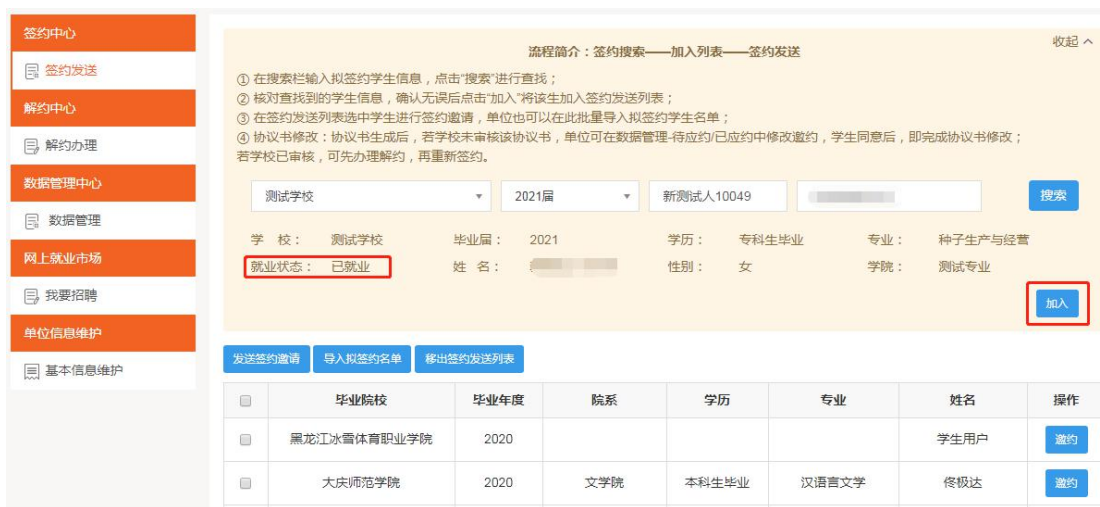 签约中心
签约发送
解约中心
解约办理
数据管理中心
数据管理
网上就业市场
我要招聘
单位信息维护
基本信息维护
收起
流程简介：签约搜索——加入列表——签约发送
① 在搜索栏输入拟签约学生信息，点击“搜索”进行查找；
② 核对查找到的学生信息，确认无误后点击“加入”将该生加入签约发送列表；
③ 在签约发送列表选中学生进行签约邀请，单位也可以在此批量导入拟签约学生名单；
④ 协议书修改：协议书生成后，若学校未审核该协议书，单位可在数据管理-待应约/已应约中修改邀约，学生同意后，即完成协议书修改；
若学校已审核，可先办理解约，再重新签约。
测试学校 2021届 新测试人10049 搜索
学 校： 测试学校 毕业届： 2021 学历： 专科生毕业 专业： 种子生产与经营
就业状态： 已就业 姓 名： 性别： 女 学院： 测试专业
加入
发送签约邀请 导入拟签约名单 移出签约发送列表
毕业院校 毕业年度 院系 学历 专业 姓名 操作
黑龙江冰雪体育职业学院 2020 学生用户 邀约
大庆师范学院 2020 文学院 本科生毕业 汉语言文学 佟极达 邀约